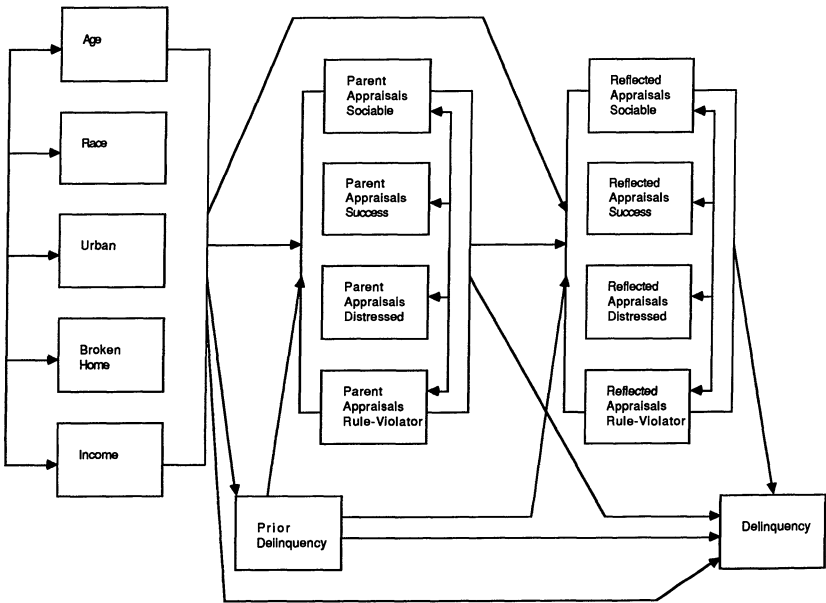 Age
Race
Urban
Broken
Home
Income
Parent
Appraisals
Sociable
Parent
Appraisals
Success
Parent
Appraisals
Distressed
Parent
Appraisals
Rule-Violator
Reflected
Appraisals
Sociable
Reflected
Appraisals
Success
Reflected
Appraisals
Distressed
Reflected
Appraisals
Rule-Violator
Prior
Delinquency
Delinquency